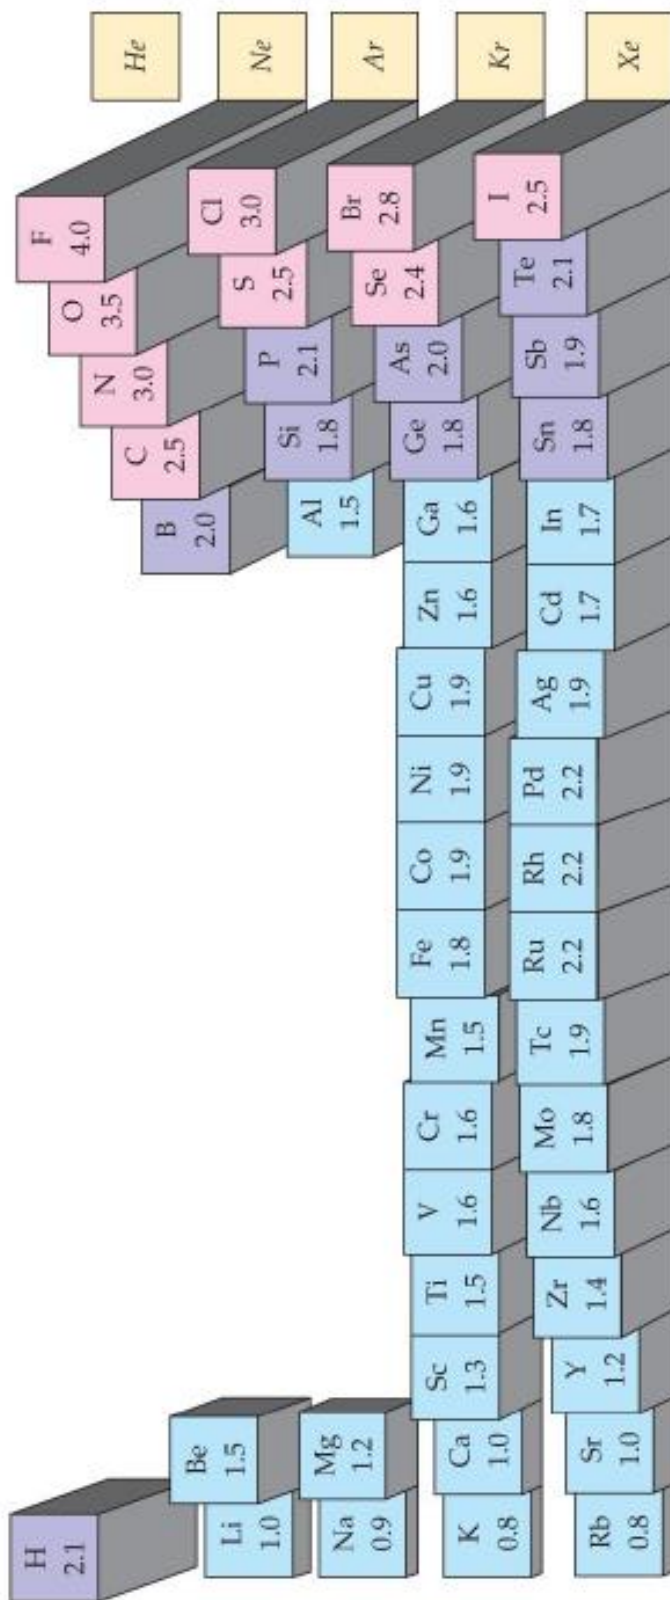 H
2.1
He
Li
1.0
Be
1.5
B
2.0
C
2.5
N
3.0
O
3.5
F
4.0
Ne
Na
0.9
Mg
1.2
Al
1.5
Si
1.8
P
2.1
S
2.5
Cl
3.0
Ar
K
0.8
Ca
1.0
Sc
1.3
Ti
1.5
V
1.6
Cr
1.6
Mn
1.5
Fe
1.8
Co
1.9
Ni
1.9
Cu
1.9
Zn
1.6
Ga
1.6
Ge
1.8
As
2.0
Se
2.4
Br
2.8
Kr
Rb
0.8
Sr
1.0
Y
1.2
Zr
1.4
Nb
1.6
Mo
1.8
Tc
1.9
Ru
2.2
Rh
2.2
Pd
2.2
Ag
1.9
Cd
1.7
In
1.7
Sn
1.8
Sb
1.9
Te
2.1
I
2.5
Xe